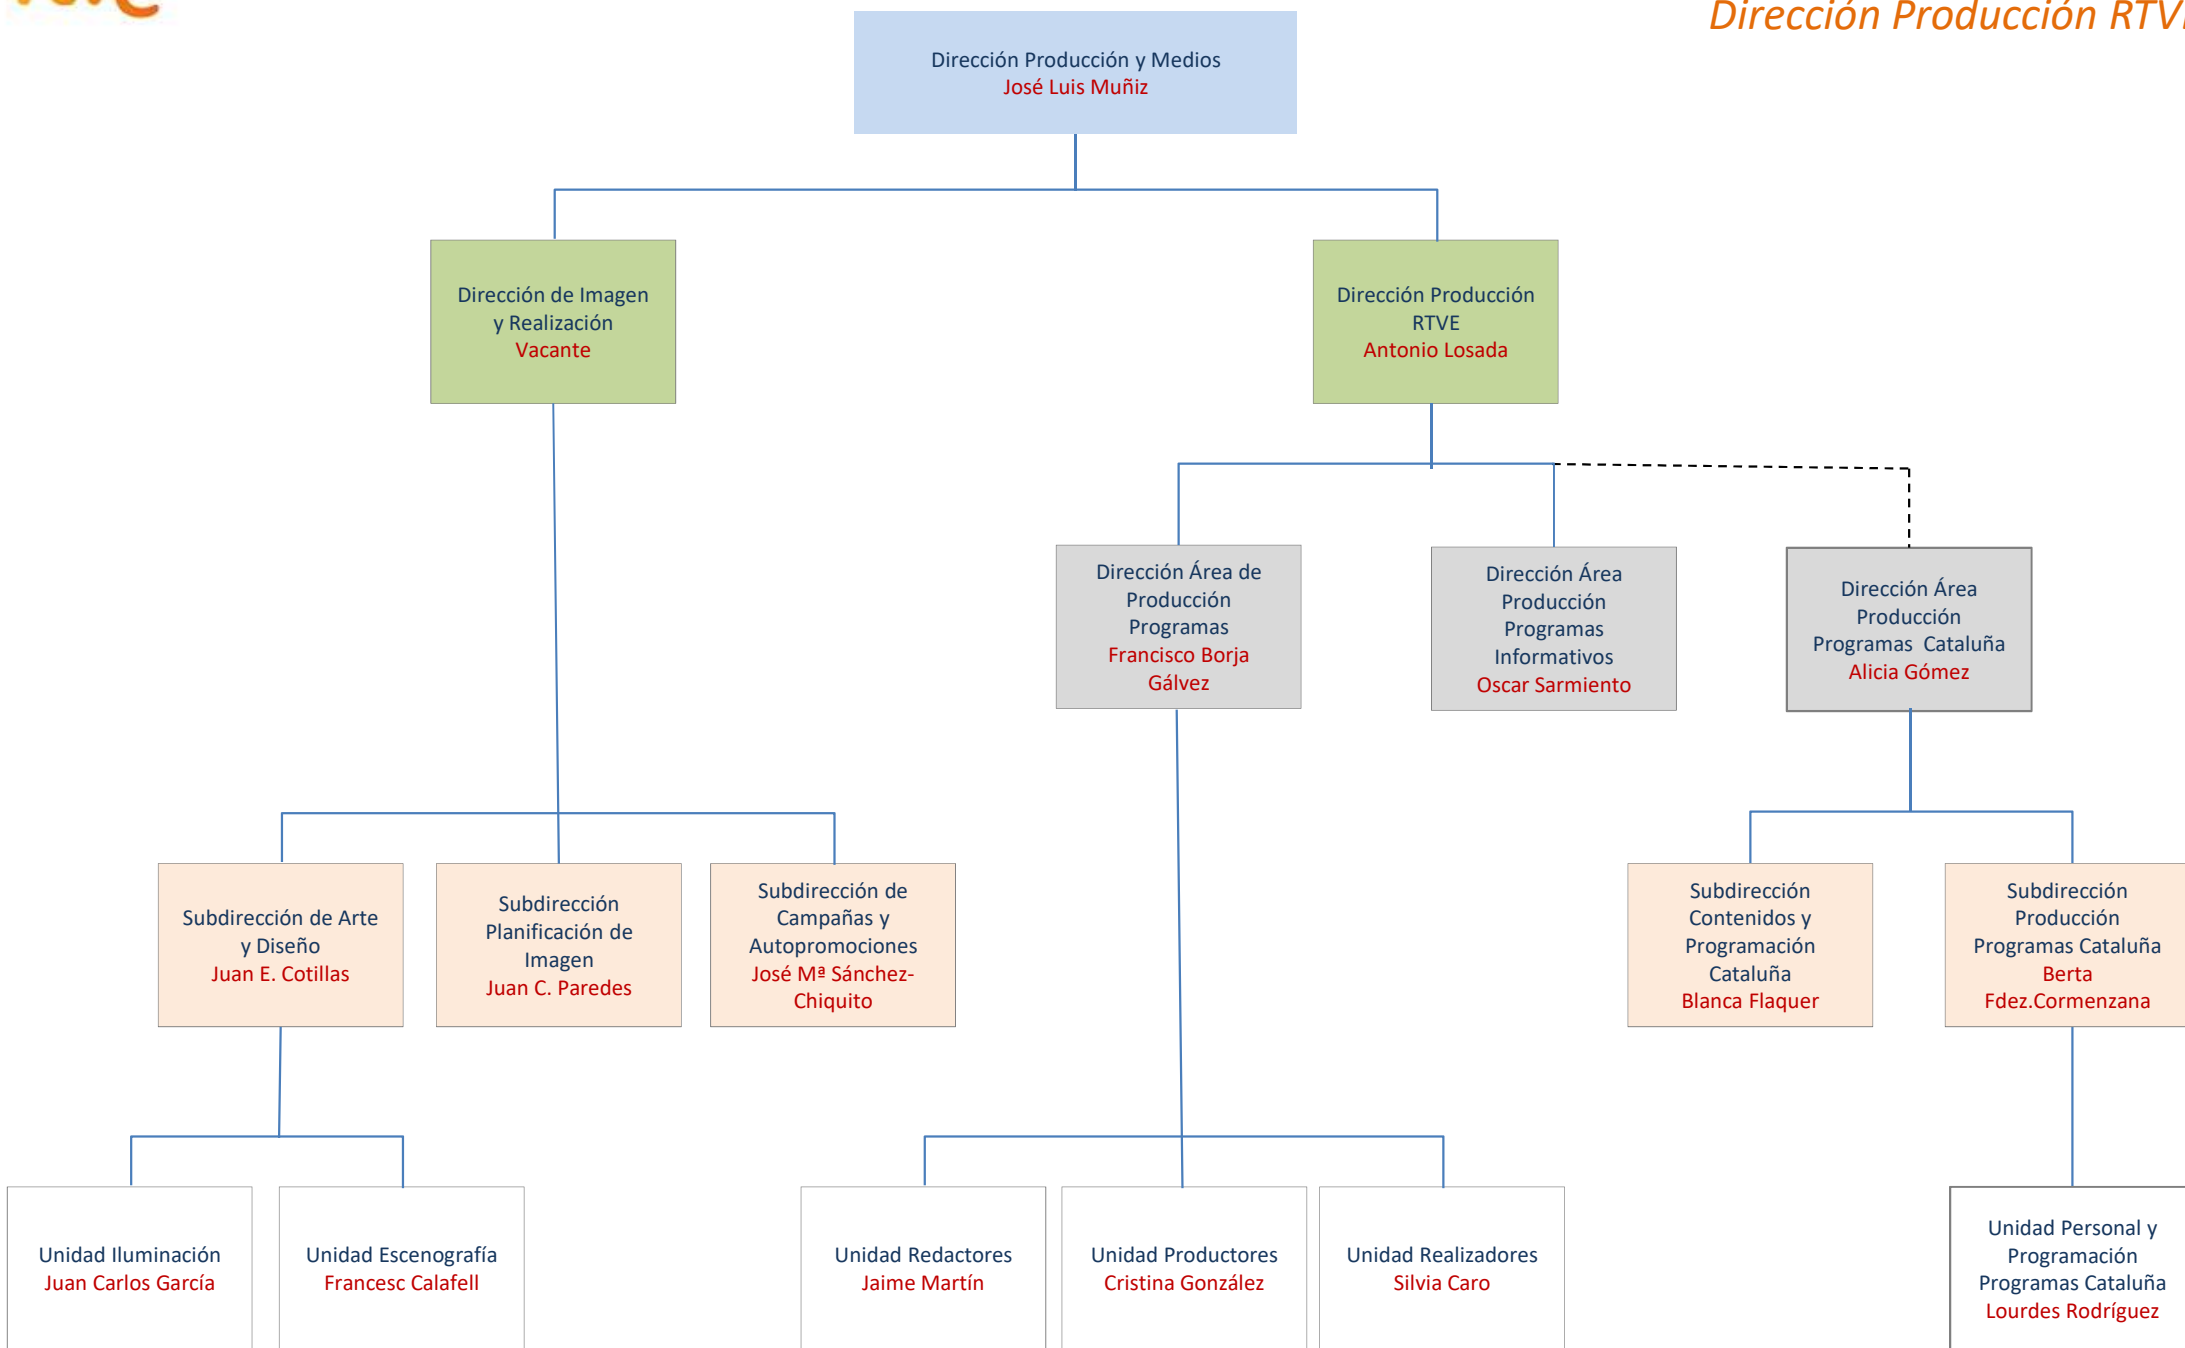 Dirección Producción RTV
Dirección Producción y Medios
José Luis Muñiz
Dirección de Imagen
y Realización
Vacante
Dirección Producción
RTVE
Antonio Losada
Dirección Área de
Producción
Programas
Francisco Borja
Gálvez
Dirección Área
Producción
Programas
Informativos
Oscar Sarmiento
Dirección Área
Producción
Programas Cataluña
Alicia Gómez
Subdirección de Arte
y Diseño
Juan E. Cotillas
Subdirección
Planificación de
Imagen
Juan C. Paredes
Subdirección de
Campañas y
Autopromociones
José Mª Sánchez-
Chiquito
Subdirección
Contenidos y
Programación
Cataluña
Blanca Flaquer
Subdirección
Producción
Programas Cataluña
Berta
Fdez.Cormenzana
Unidad Iluminación
Juan Carlos García
Unidad Escenografía
Francesc Calafell
Unidad Redactores
Jaime Martín
Unidad Productores
Cristina González
Unidad Realizadores
Silvia Caro
Unidad Personal y
Programación
Programas Cataluña
Lourdes Rodríguez